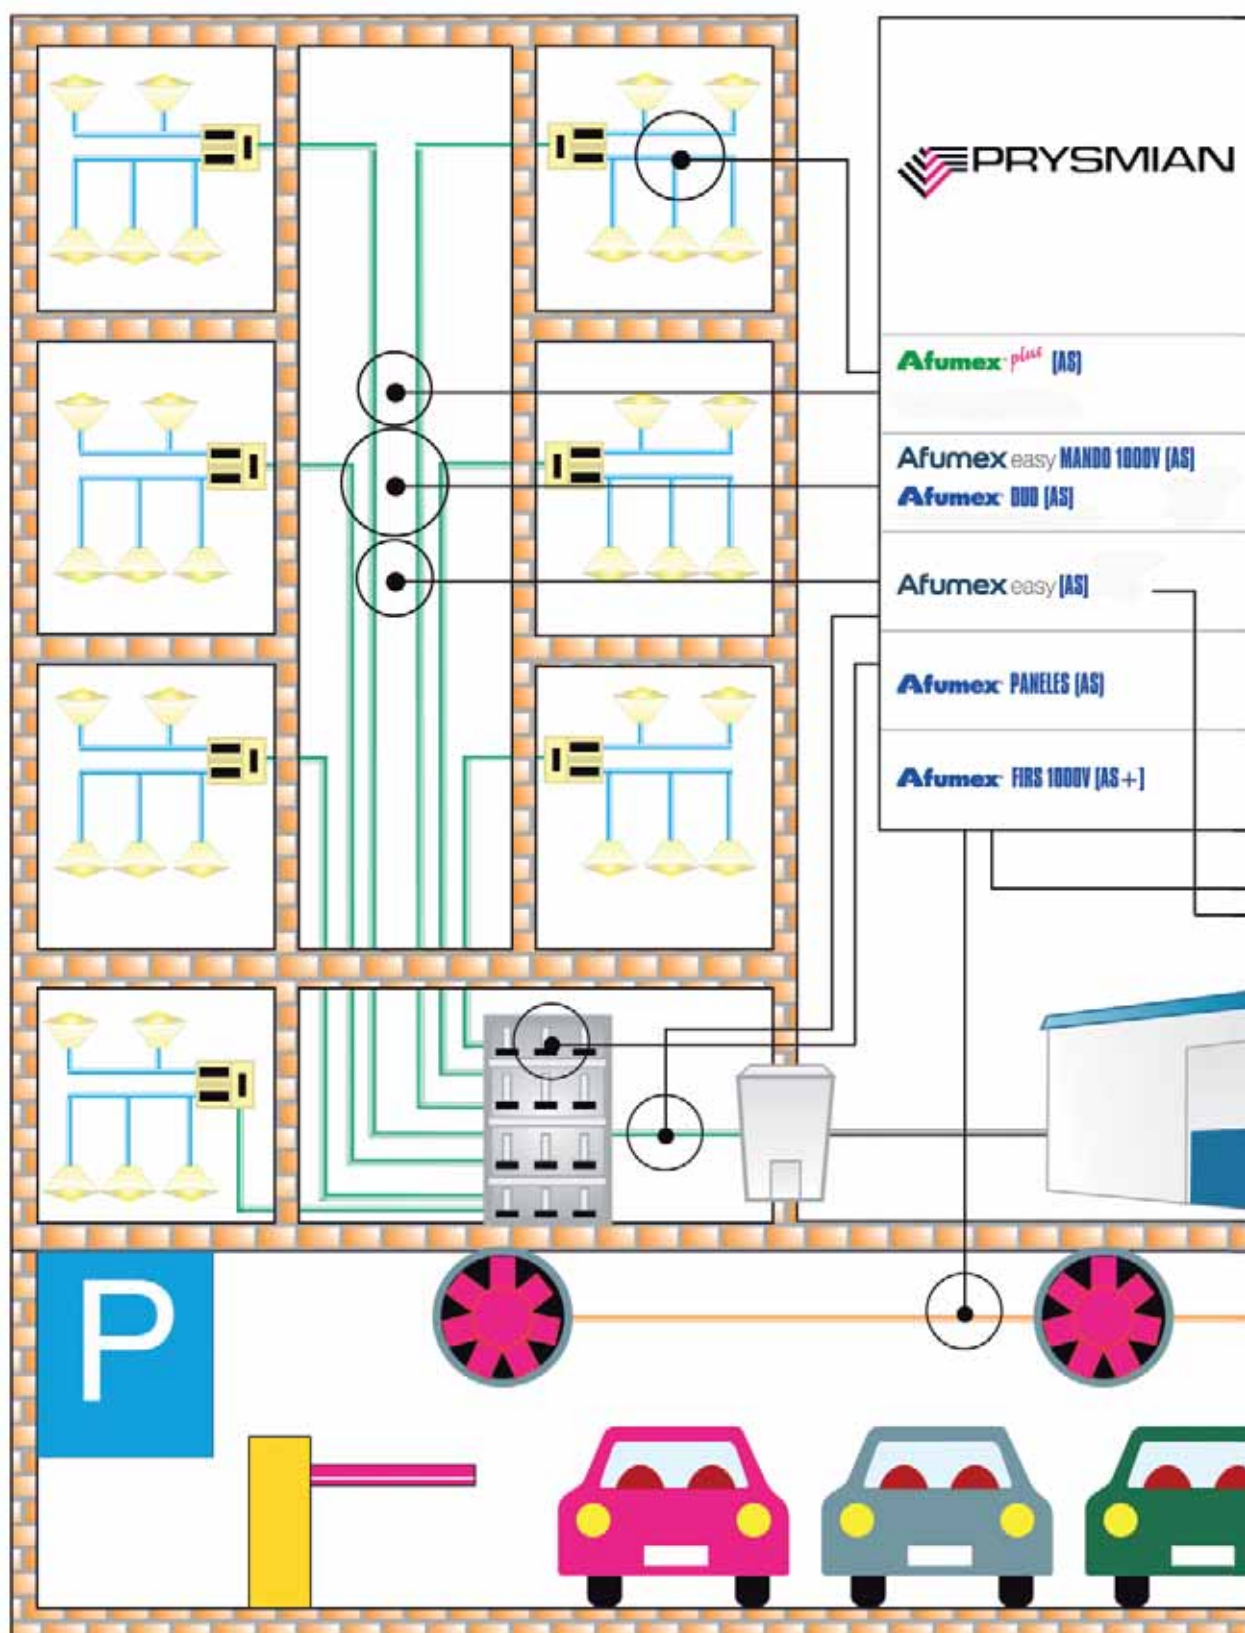 PRYSMIAN
Afumex plus (AS)
Afumex easy MANDO 1000V (AS)
Afumex DUO (AS)
Afumex easy (AS)
Afumex PANELES (AS)
Afumex FIRS 1000V (AS+)
P